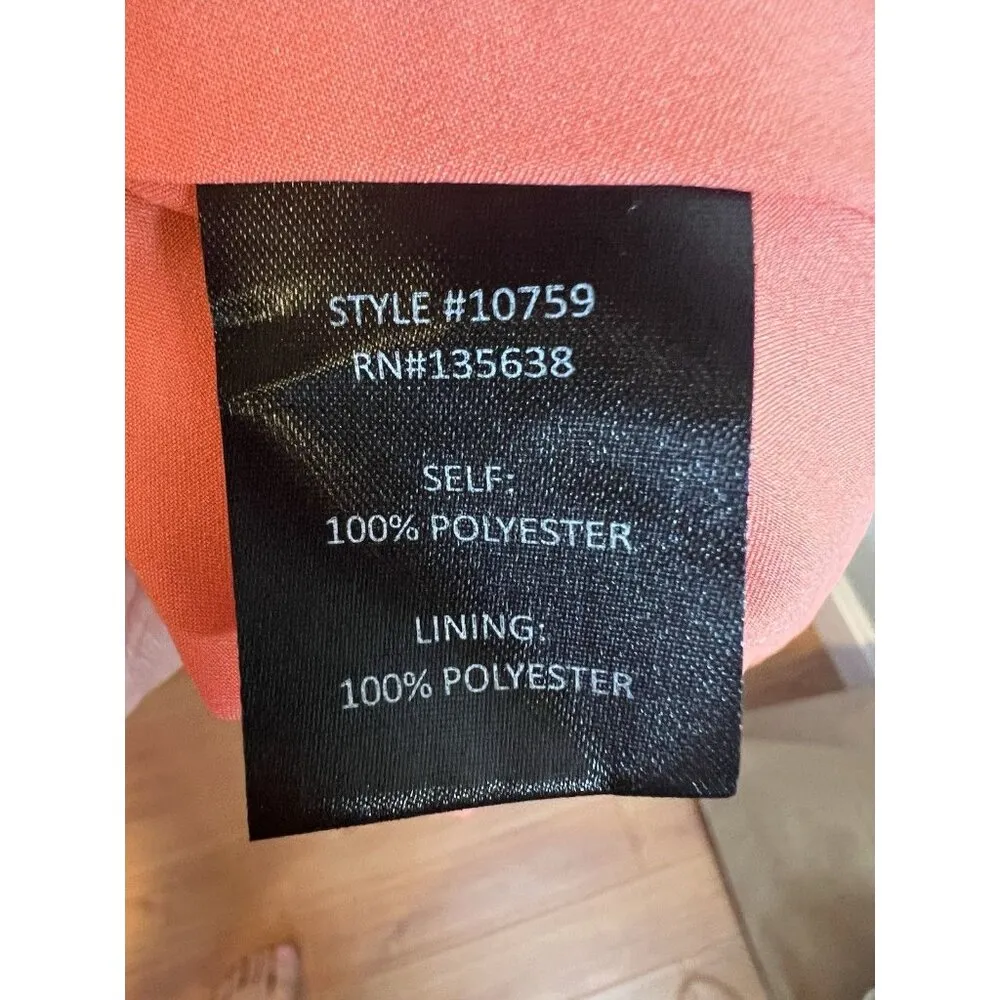 STYLE #10759
RN#135638
SELF:
100% POLYESTER
LINING:
100% POLYESTER